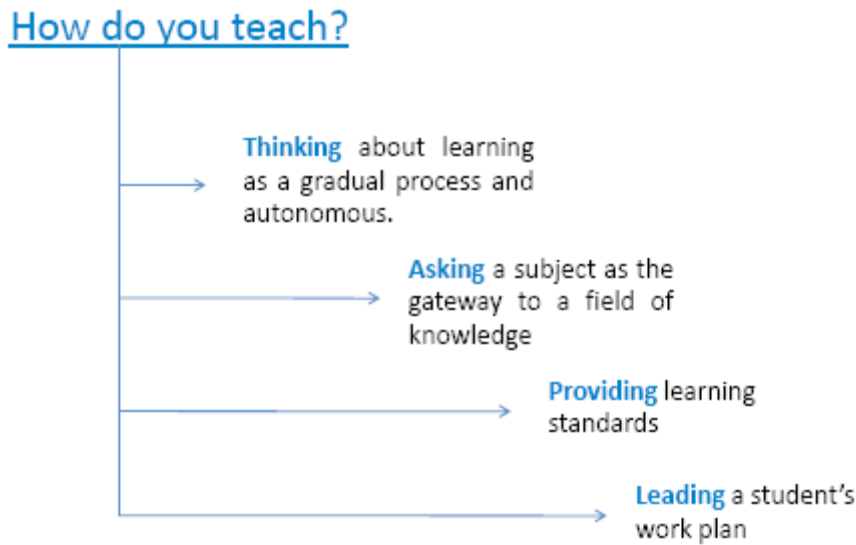 How do you teach?
Thinking about learning
as a gradual process and
autonomous.
Asking a subject as the
gateway to a field of
knowledge
Providing learning
standards
Leading a student's
work plan